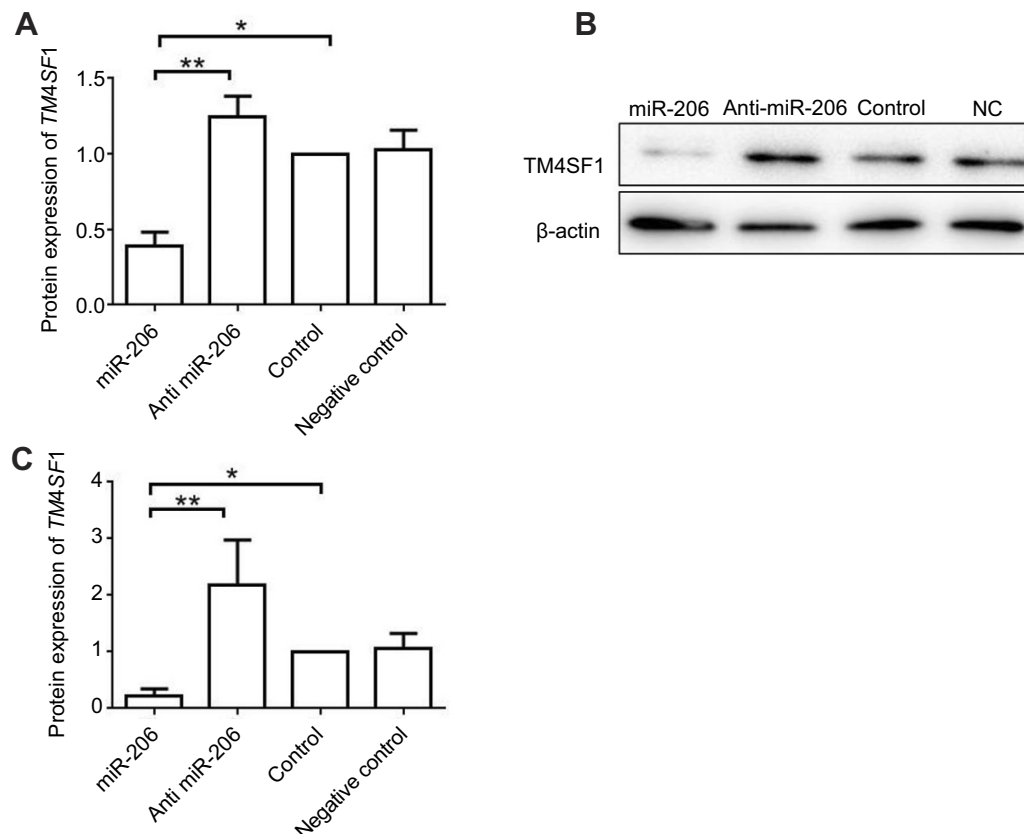 A
Protein expression of TM4SF1
1.5
1.0
0.5
0.0
*
**
miR-206
Anti miR-206
Control
Negative control
B
miR-206 Anti-miR-206 Control NC
TM4SF1
β-actin
C
Protein expression of TM4SF1
4
3
2
1
0
*
**
miR-206
Anti miR-206
Control
Negative control